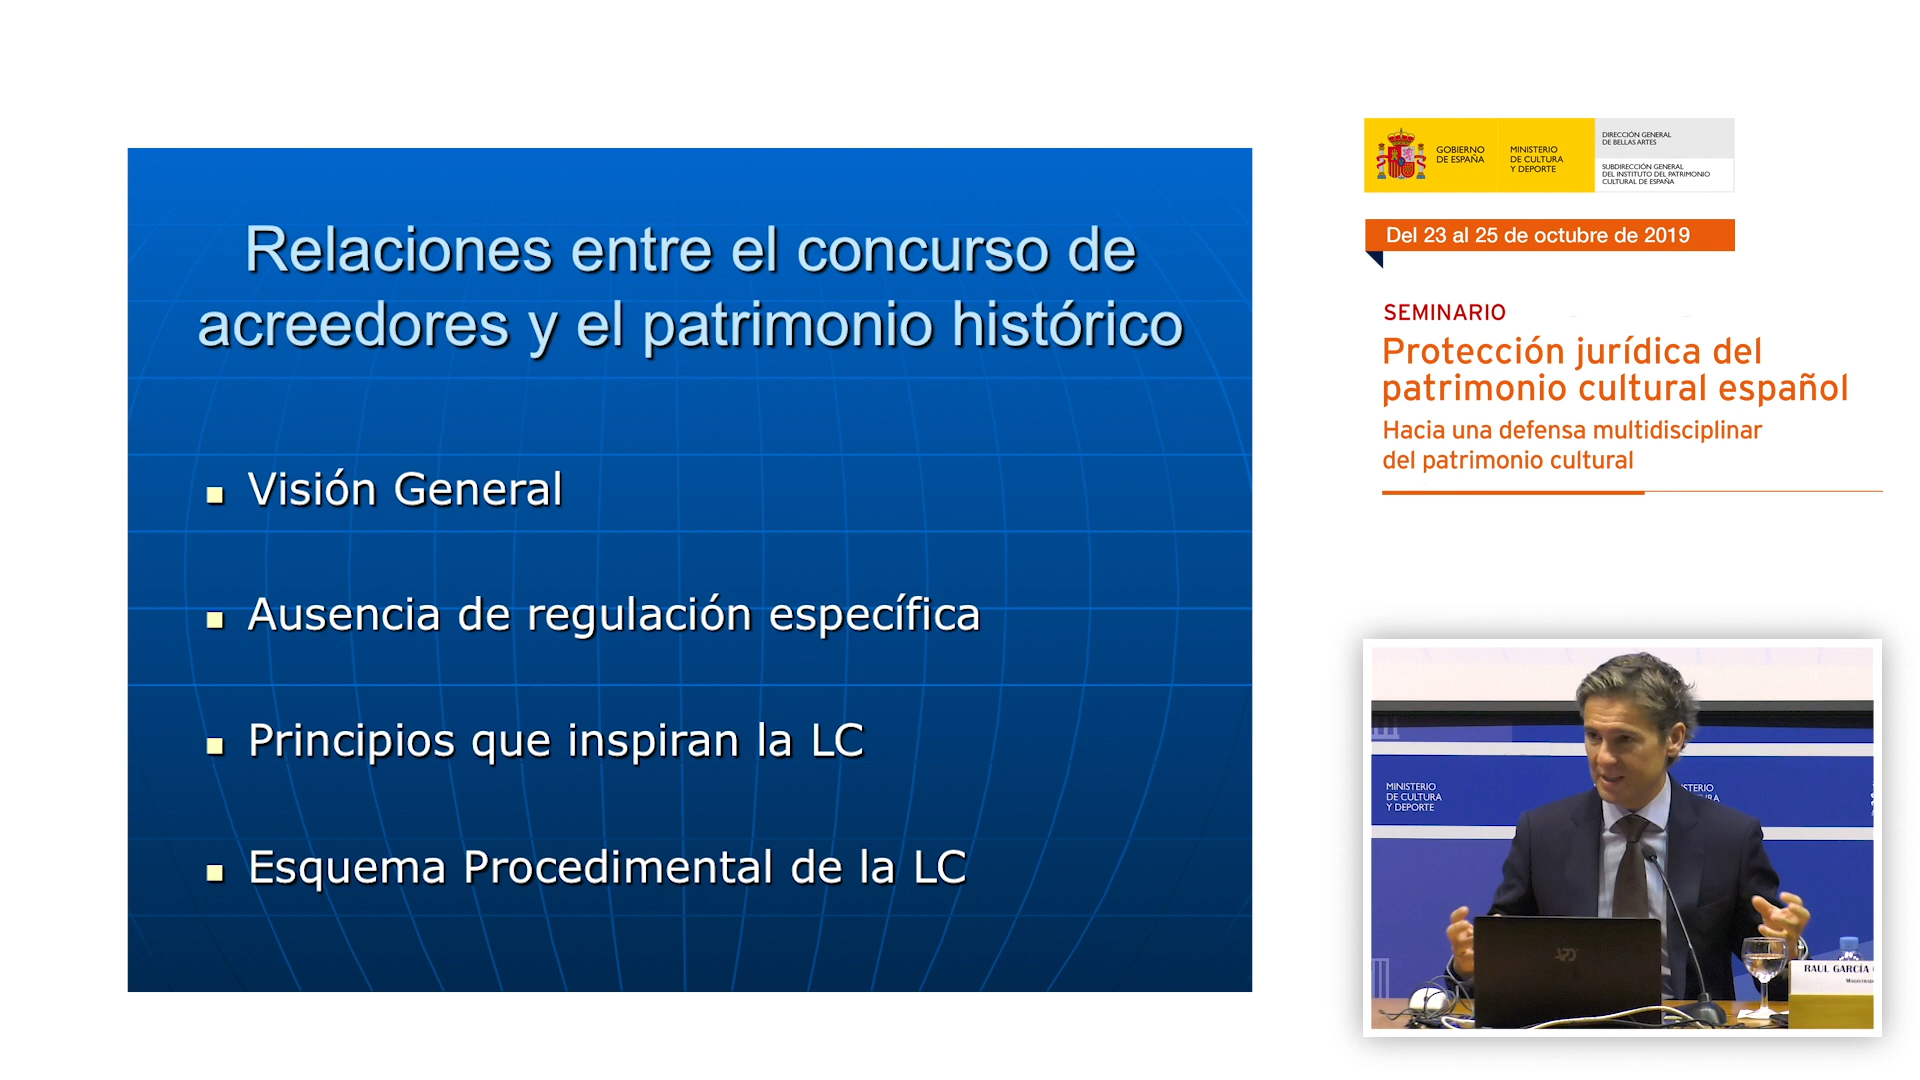 Relaciones entre el concurso de
acreedores y el patrimonio histórico
Visión General
Ausencia de regulación específica
Principios que inspiran la LC
Esquema Procedimental de la LC
GOBIERNO
DE ESPAÑA
MINISTERIO
DE CULTURA
Y DEPORTE
DIRECCIÓN GENERAL
DE BELLAS ARTES
SUBDIRECCIÓN GENERAL
DEL INSTITUTO DEL PATRIMONIO
CULTURAL DE ESPAÑA
Del 23 al 25 de octubre de 2019
SEMINARIO
Protección jurídica del
patrimonio cultural español
Hacia una defensa multidisciplinar
del patrimonio cultural
MINISTERIO
DE CULTURA
Y DEPORTE
RAUL GARCÍA